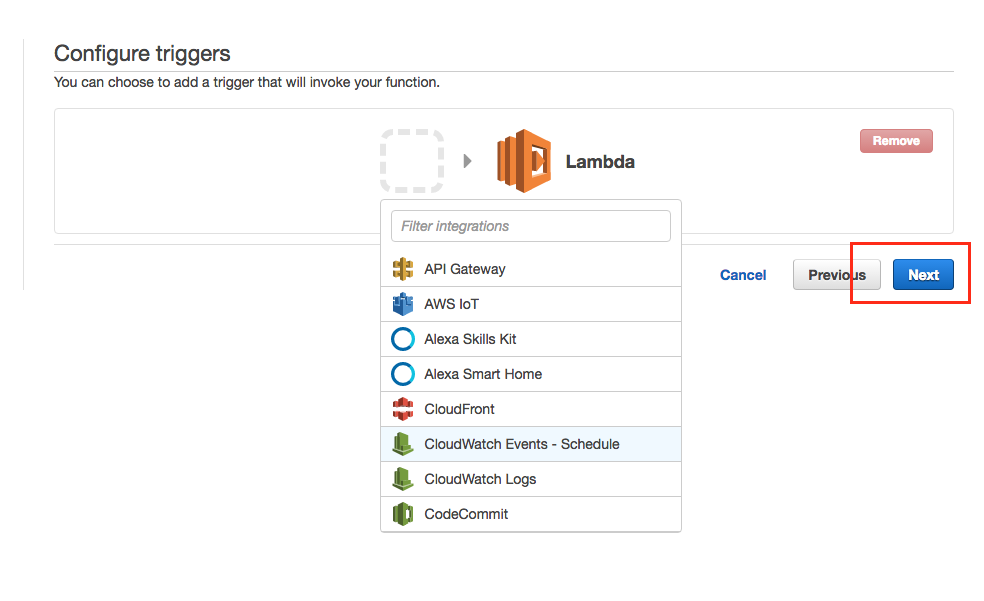 Configure triggers
You can choose to add a trigger that will invoke your function.
Remove
Lambda
Filter integrations
API Gateway
AWS IoT
Alexa Skills Kit
Alexa Smart Home
CloudFront
CloudWatch Events - Schedule
CloudWatch Logs
CodeCommit
Cancel
Previous
Next